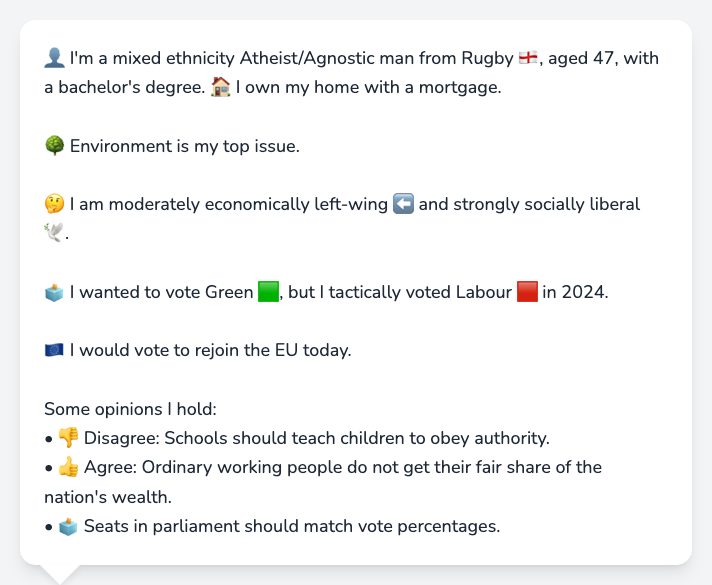 👤 I'm a mixed ethnicity Atheist/Agnostic man from Rugby 🏴󠁧󠁢󠁥󠁮󠁧󠁿, aged 47, with
a bachelor's degree. 🏠 I own my home with a mortgage.
🌳 Environment is my top issue.
🤔 I am moderately economically left-wing ⬅️ and strongly socially liberal
🕊️.
🗳️ I wanted to vote Green 🟩, but I tactically voted Labour 🟥 in 2024.
🇪🇺 I would vote to rejoin the EU today.
Some opinions I hold:
• 👎 Disagree: Schools should teach children to obey authority.
• 👍 Agree: Ordinary working people do not get their fair share of the
nation's wealth.
• 🗳️ Seats in parliament should match vote percentages.